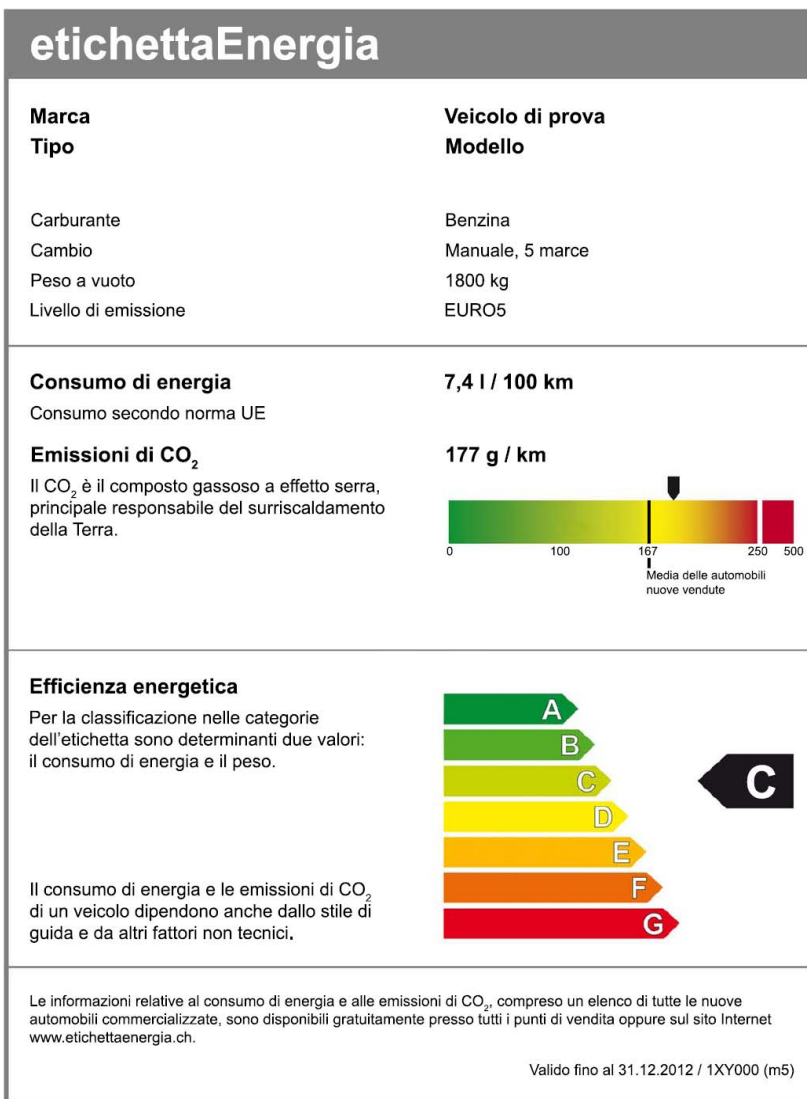 etichettaEnergia
Marca Veicolo di prova
Tipo Modello
Carburante Benzina
Cambio Manuale, 5 marce
Peso a vuoto 1800 kg
Livello di emissione EURO5
Consumo di energia 7,4 l / 100 km
Consumo secondo norma UE
Emissioni di CO₂ 177 g / km
Il CO₂ è il composto gassoso a effetto serra,
principale responsabile del surriscaldamento
della Terra.
0 100 167 250 500
Media delle automobili
nuove vendute
Efficienza energetica
Per la classificazione nelle categorie
dell'etichetta sono determinanti due valori:
il consumo di energia e il peso.
A
B
C
C
D
E
F
G
Il consumo di energia e le emissioni di CO₂
di un veicolo dipendono anche dallo stile di
guida e da altri fattori non tecnici.
Le informazioni relative al consumo di energia e alle emissioni di CO₂, compreso un elenco di tutte le nuove
automobili commercializzate, sono disponibili gratuitamente presso tutti i punti di vendita oppure sul sito Internet
www.etichettaenergia.ch.
Valido fino al 31.12.2012 / 1XY000 (m5)